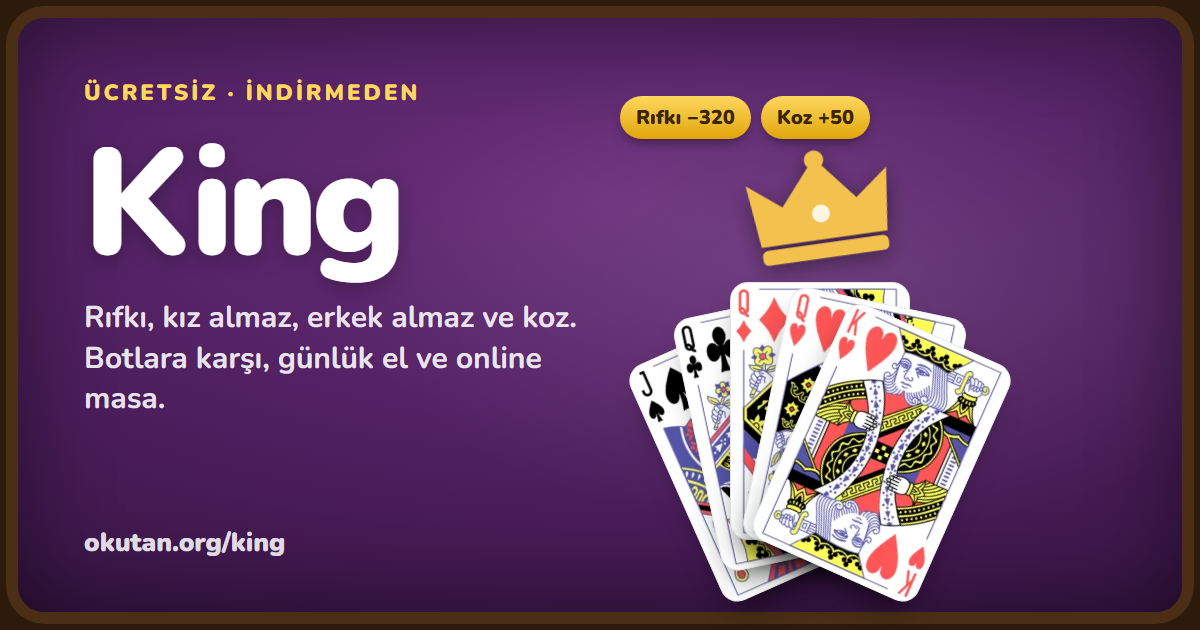 ÜCRETSİZ · İNDİRMEDEN
King
Rıfkı, kız almaz, erkek almaz ve koz.
Botlara karşı, günlük el ve online
masa.
okutan.org/king
Rıfkı −320
Koz +50
J
Q
Q
Q
K
K